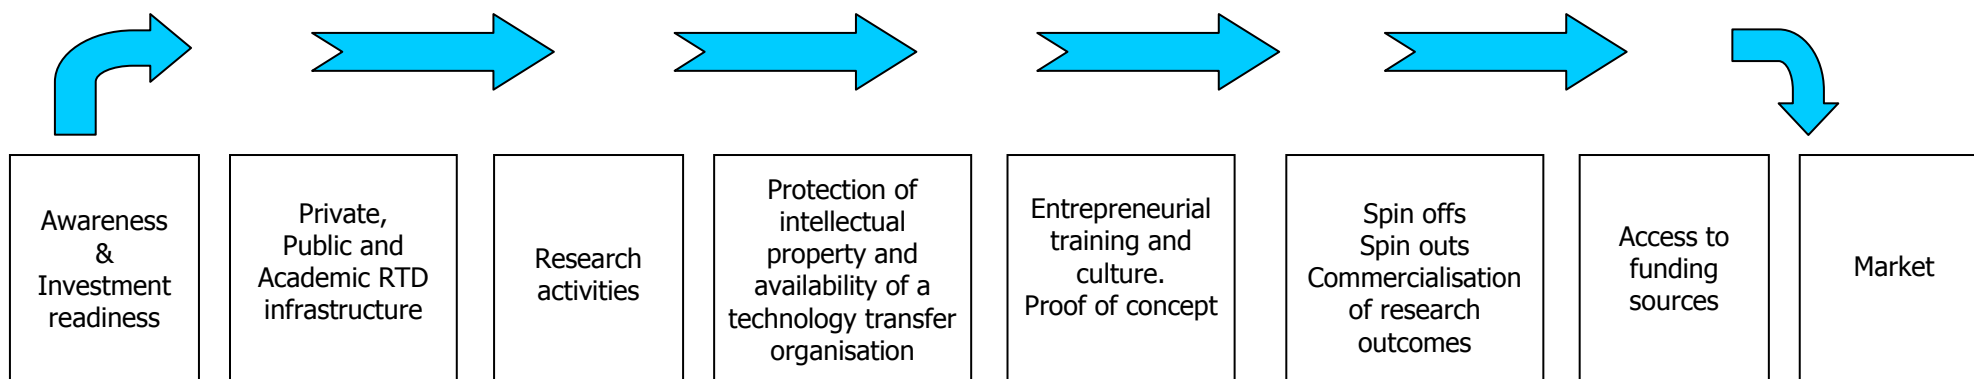 Awareness
&
Investment
readiness
Private,
Public and
Academic RTD
infrastructure
Research
activities
Protection of
intellectual
property and
availability of a
technology transfer
organisation
Entrepreneurial
training and
culture.
Proof of concept
Spin offs
Spin outs
Commercialisation
of research
outcomes
Access to
funding
sources
Market